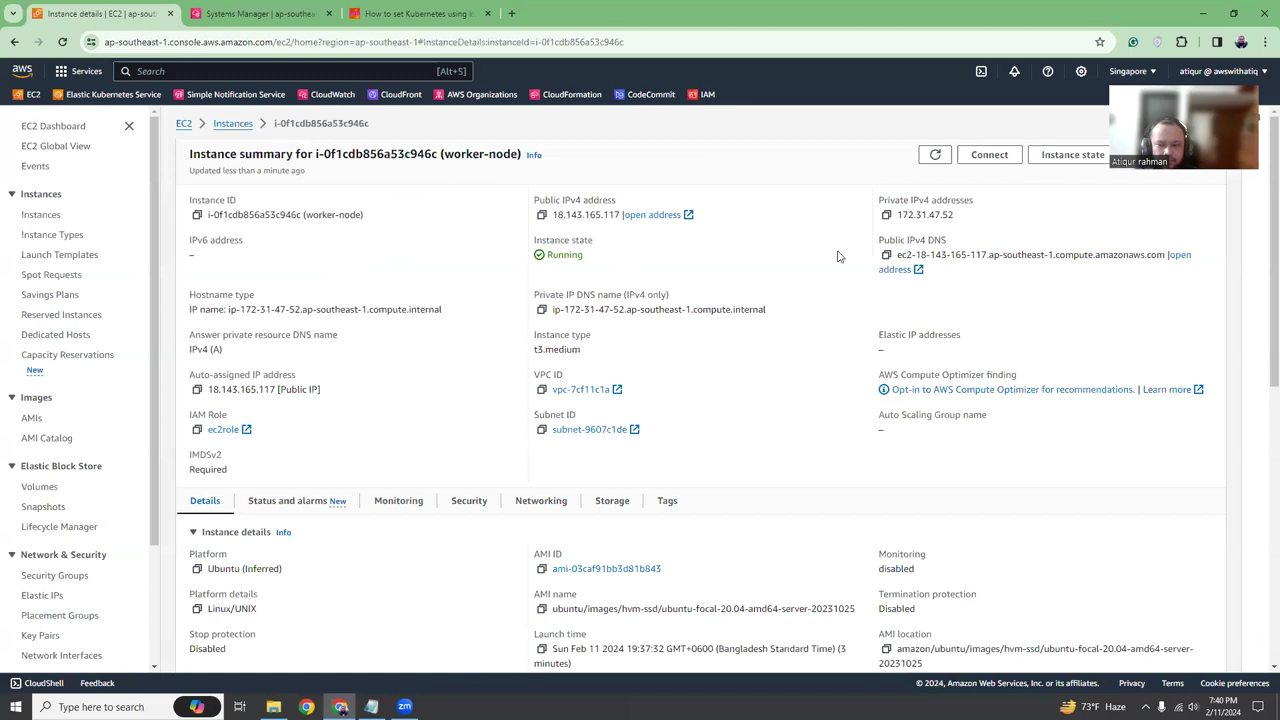 Instance details | EC2 | ap-sout
Systems Manager | ap-southea
How to set Kubernetes using k
ap-southeast-1.console.aws.amazon.com/ec2/home?region=ap-southeast-1#InstanceDetails:instanceId=i-0f1cdb856a53c946c
aws
Services
Search
[Alt+S]
Singapore
atiqur @ awswithatiq
EC2
Elastic Kubernetes Service
Simple Notification Service
CloudWatch
CloudFront
AWS Organizations
CloudFormation
CodeCommit
IAM
Atiqur rahman
EC2 Dashboard
EC2 Global View
Events
Instances
Instances
Instance Types
Launch Templates
Spot Requests
Savings Plans
Reserved Instances
Dedicated Hosts
Capacity Reservations
New
Images
AMIs
AMI Catalog
Elastic Block Store
Volumes
Snapshots
Lifecycle Manager
Network & Security
Security Groups
Elastic IPs
Placement Groups
Key Pairs
Network Interfaces
EC2 > Instances > i-0f1cdb856a53c946c
Instance summary for i-0f1cdb856a53c946c (worker-node) Info
Updated less than a minute ago
Connect
Instance state
Instance ID
i-0f1cdb856a53c946c (worker-node)
Public IPv4 address
18.143.165.117 |open address
Private IPv4 addresses
172.31.47.52
IPv6 address
–
Instance state
Running
Public IPv4 DNS
ec2-18-143-165-117.ap-southeast-1.compute.amazonaws.com |open
address
Hostname type
IP name: ip-172-31-47-52.ap-southeast-1.compute.internal
Private IP DNS name (IPv4 only)
ip-172-31-47-52.ap-southeast-1.compute.internal
Answer private resource DNS name
IPv4 (A)
Instance type
t3.medium
Elastic IP addresses
–
Auto-assigned IP address
18.143.165.117 [Public IP]
VPC ID
vpc-7cf11c1a
AWS Compute Optimizer finding
Opt-in to AWS Compute Optimizer for recommendations. | Learn more
IAM Role
ec2role
Subnet ID
subnet-9607c1de
Auto Scaling Group name
–
IMDSv2
Required
Details
Status and alarms New
Monitoring
Security
Networking
Storage
Tags
Instance details Info
Platform
Ubuntu (Inferred)
AMI ID
ami-03caf91bb3d81b843
Monitoring
disabled
Platform details
Linux/UNIX
AMI name
ubuntu/images/hvm-ssd/ubuntu-focal-20.04-amd64-server-20231025
Termination protection
Disabled
Stop protection
Disabled
Launch time
Sun Feb 11 2024 19:37:32 GMT+0600 (Bangladesh Standard Time) (3
minutes)
AMI location
amazon/ubuntu/images/hvm-ssd/ubuntu-focal-20.04-amd64-server-
20231025
CloudShell
Feedback
© 2024, Amazon Web Services, Inc. or its affiliates.
Privacy
Terms
Cookie preferences
Type here to search
zm
73°F Haze
7:40 PM
2/11/2024